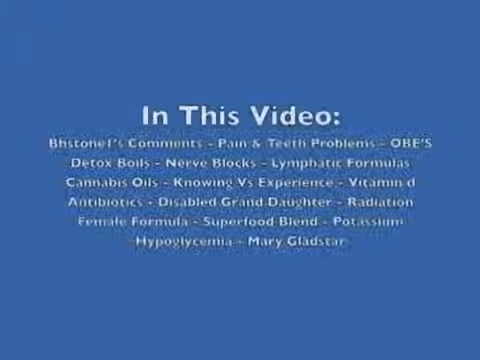 In This Video:
Bhstone1's Comments - Pain & Teeth Problems - OBE'S
Detox Boils - Nerve Blocks - Lymphatic Formulas
Cannabis Oils - Knowing Vs Experience - Vitamin d
Antibiotics - Disabled Grand Daughter - Radiation
Female Formula - Superfood Blend - Potassium
Hypoglycemia - Mary Gladstar